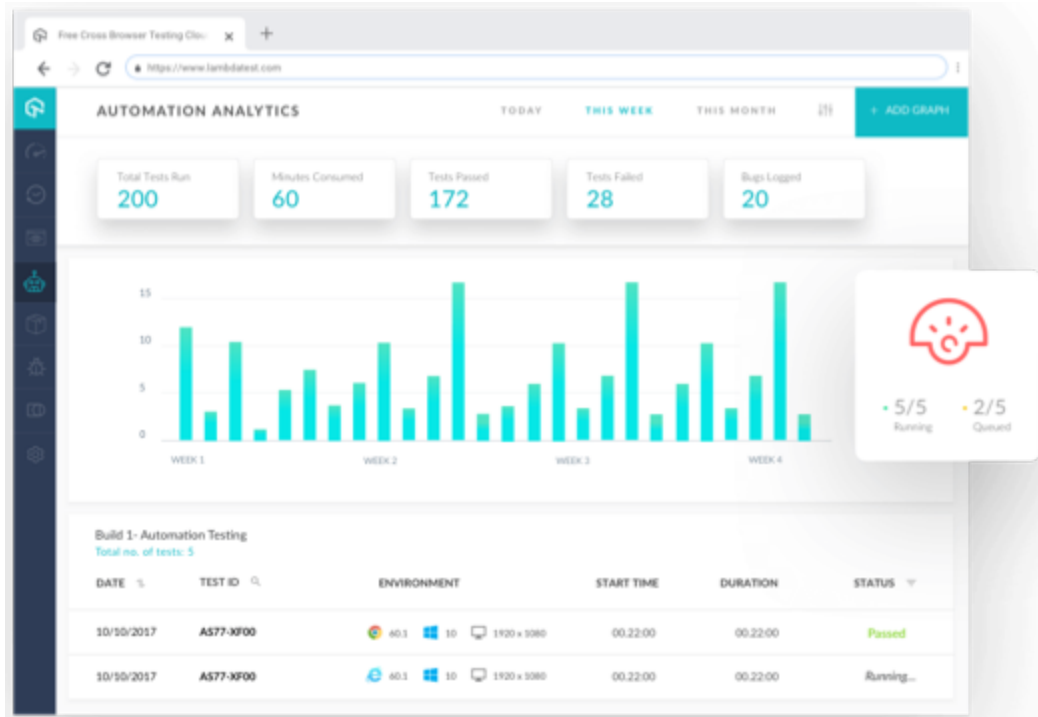 Free Cross Browser Testing Clou
https://www.lambdatest.com
AUTOMATION ANALYTICS
TODAY
THIS WEEK
THIS MONTH
+ ADD GRAPH
Total Tests Run
200
Minutes Consumed
60
Tests Passed
172
Tests Failed
28
Bugs Logged
20
15
10
5
0
WEEK 1
WEEK 2
WEEK 3
WEEK 4
5/5
Running
2/5
Queued
Build 1- Automation Testing
Total no. of tests: 5
DATE TEST ID ENVIRONMENT START TIME DURATION STATUS
10/10/2017 AS77-XF00 60.1 10 1920 x 1080 00.22:00 00.22:00 Passed
10/10/2017 AS77-XF00 60.1 10 1920 x 1080 00.22:00 00.22:00 Running...